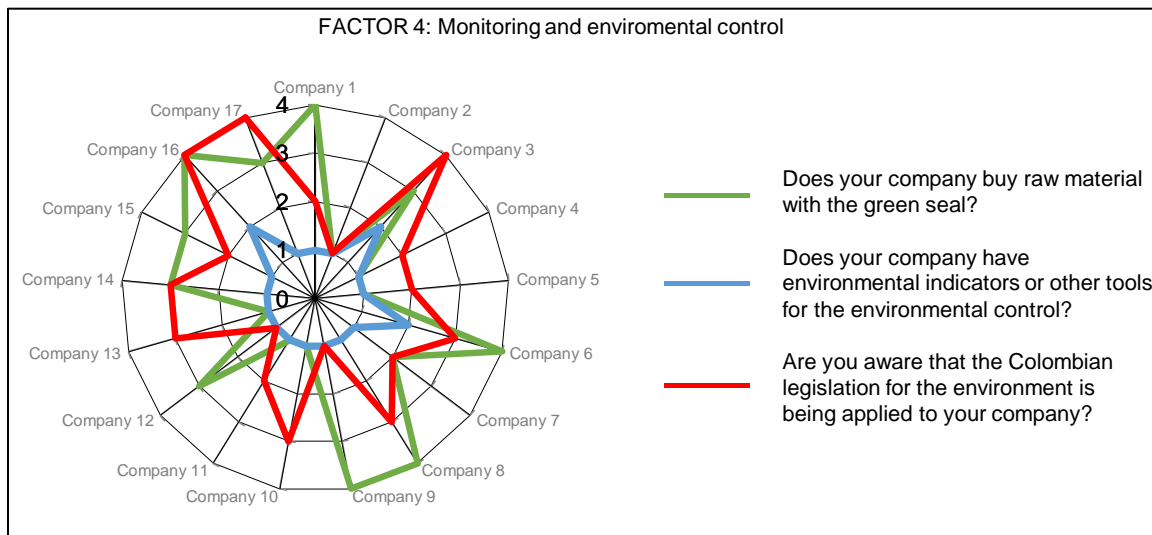 FACTOR 4: Monitoring and enviromental control
Company 1
Company 2
Company 3
Company 4
Company 5
Company 6
Company 7
Company 8
Company 9
Company 10
Company 11
Company 12
Company 13
Company 14
Company 15
Company 16
Company 17
4
3
2
1
0
Does your company buy raw material
with the green seal?
Does your company have
environmental indicators or other tools
for the environmental control?
Are you aware that the Colombian
legislation for the environment is
being applied to your company?